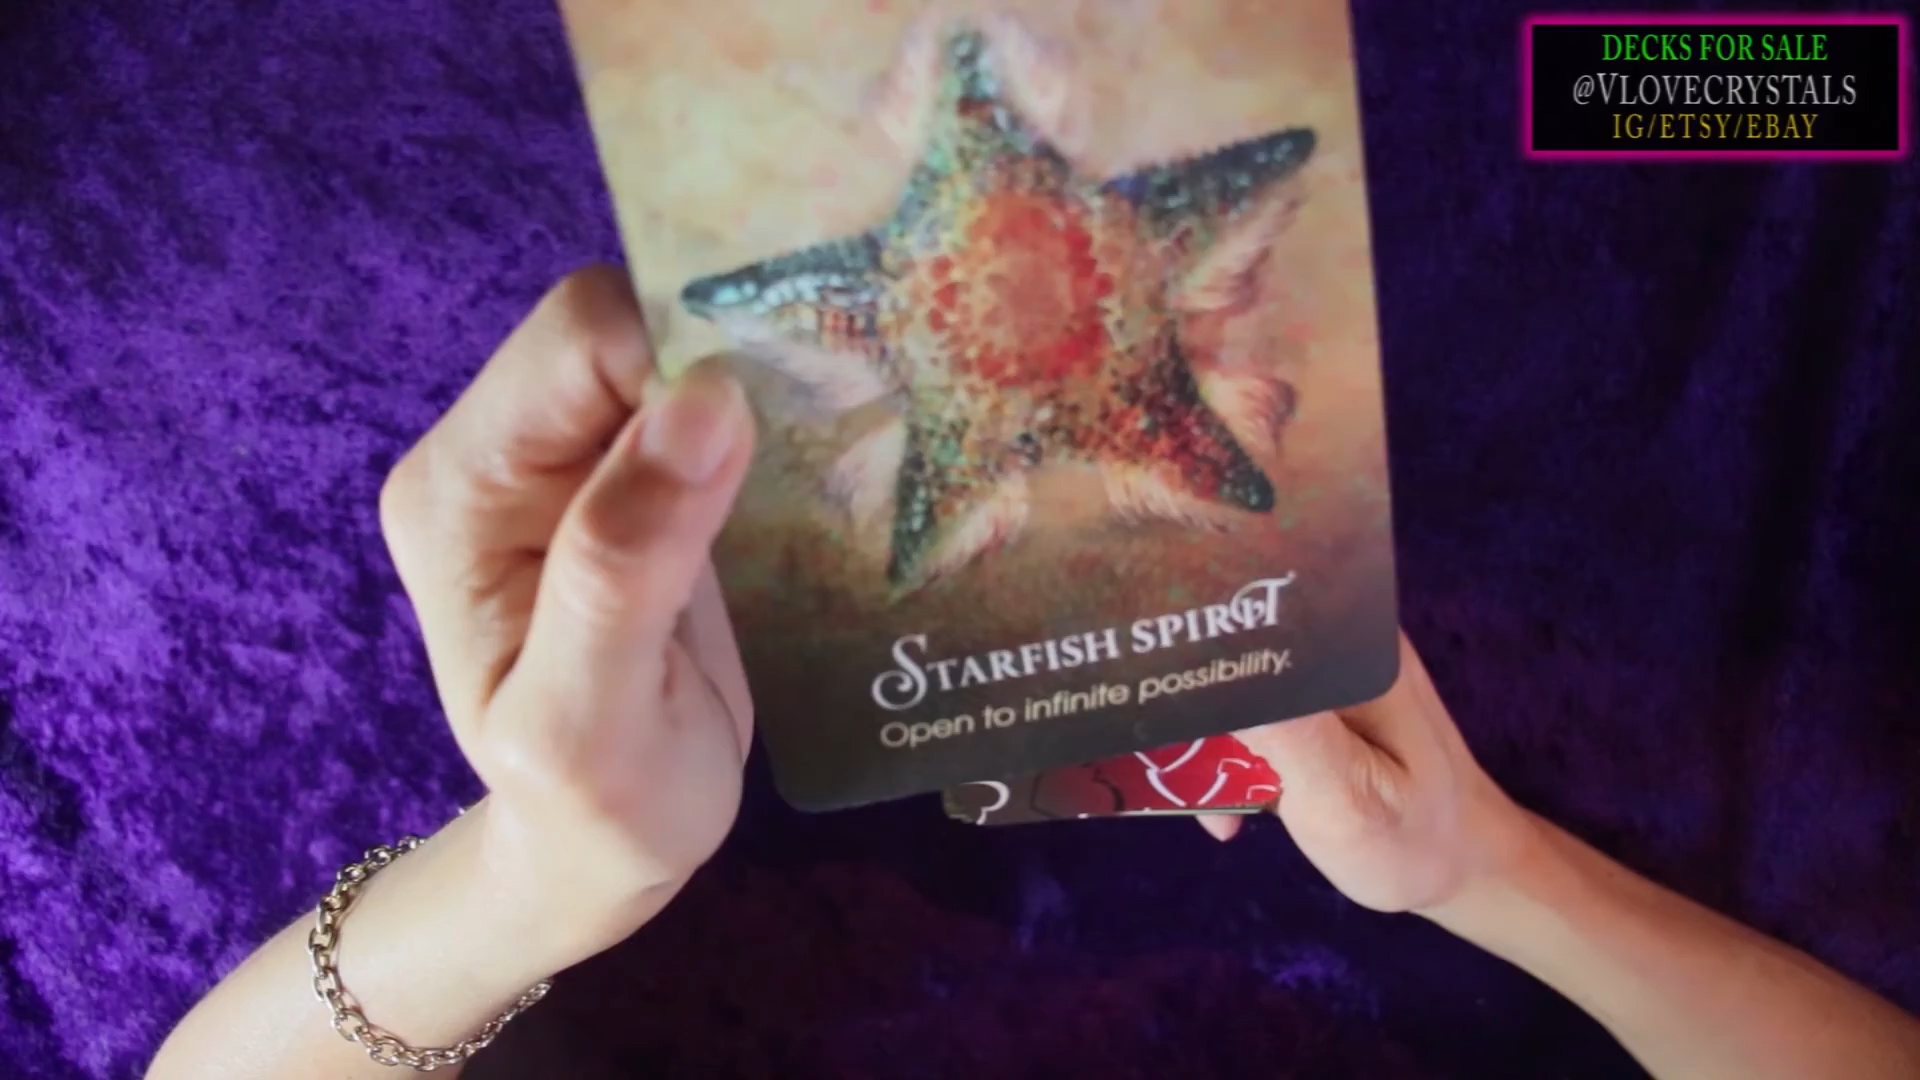 DECKS FOR SALE
@VLOVECRYSTALS
IG/ETSY/EBAY
STARFISH SPIRIT
Open to infinite possibility.